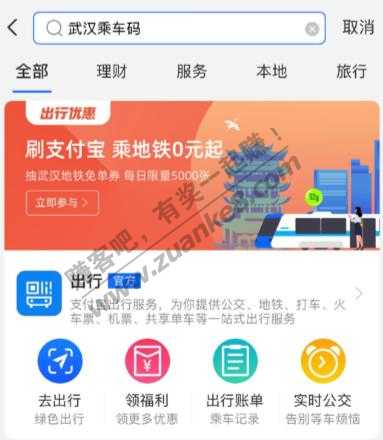 武汉乘车码
取消
全部 理财 服务 本地 旅行
出行优惠
刷支付宝 乘地铁0元起
抽武汉地铁免单券 每日限量5000张
立即参与
出行 官方
支付宝出行服务，为你提供公交、地铁、打车、火
车票、机票、共享单车等一站式出行服务
去出行 领福利 出行账单 实时公交
绿色出行 领更多优惠 乘车记录 告别等车烦恼
赚客吧，有奖一起赚！
www.zuanke8.com